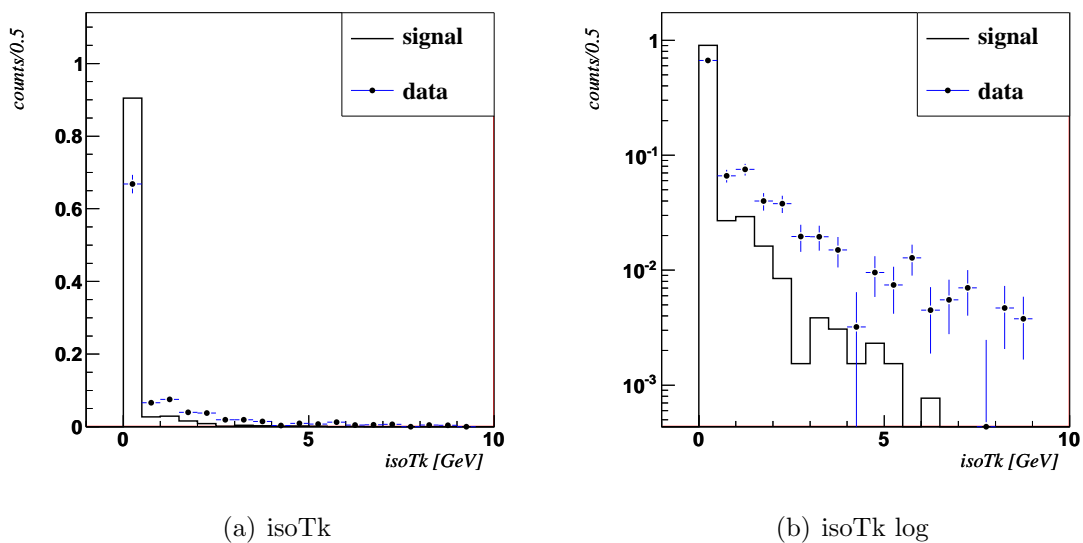 counts/0.5
signal
data
1
0.8
0.6
0.4
0.2
0
0
5
10
isoTk [GeV]
(a) isoTk
counts/0.5
signal
data
1
10-1
10-2
10-3
0
5
10
isoTk [GeV]
(b) isoTk log